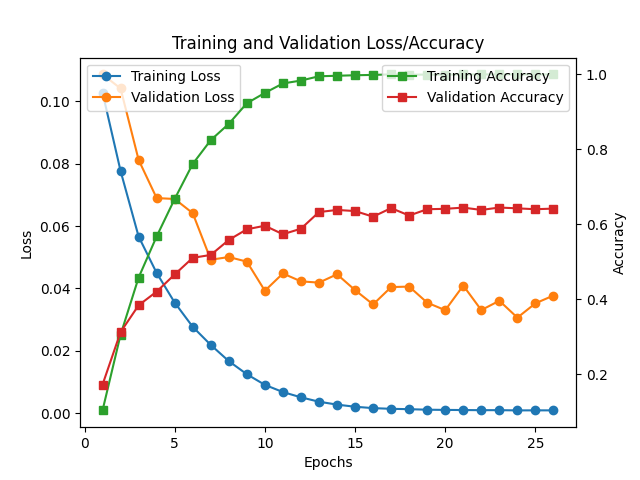 Training and Validation Loss/Accuracy
Training Loss
Validation Loss
Training Accuracy
Validation Accuracy
0.10
0.08
0.06
0.04
0.02
0.00
Loss
1.0
0.8
0.6
0.4
0.2
Accuracy
0
5
10
15
20
25
Epochs